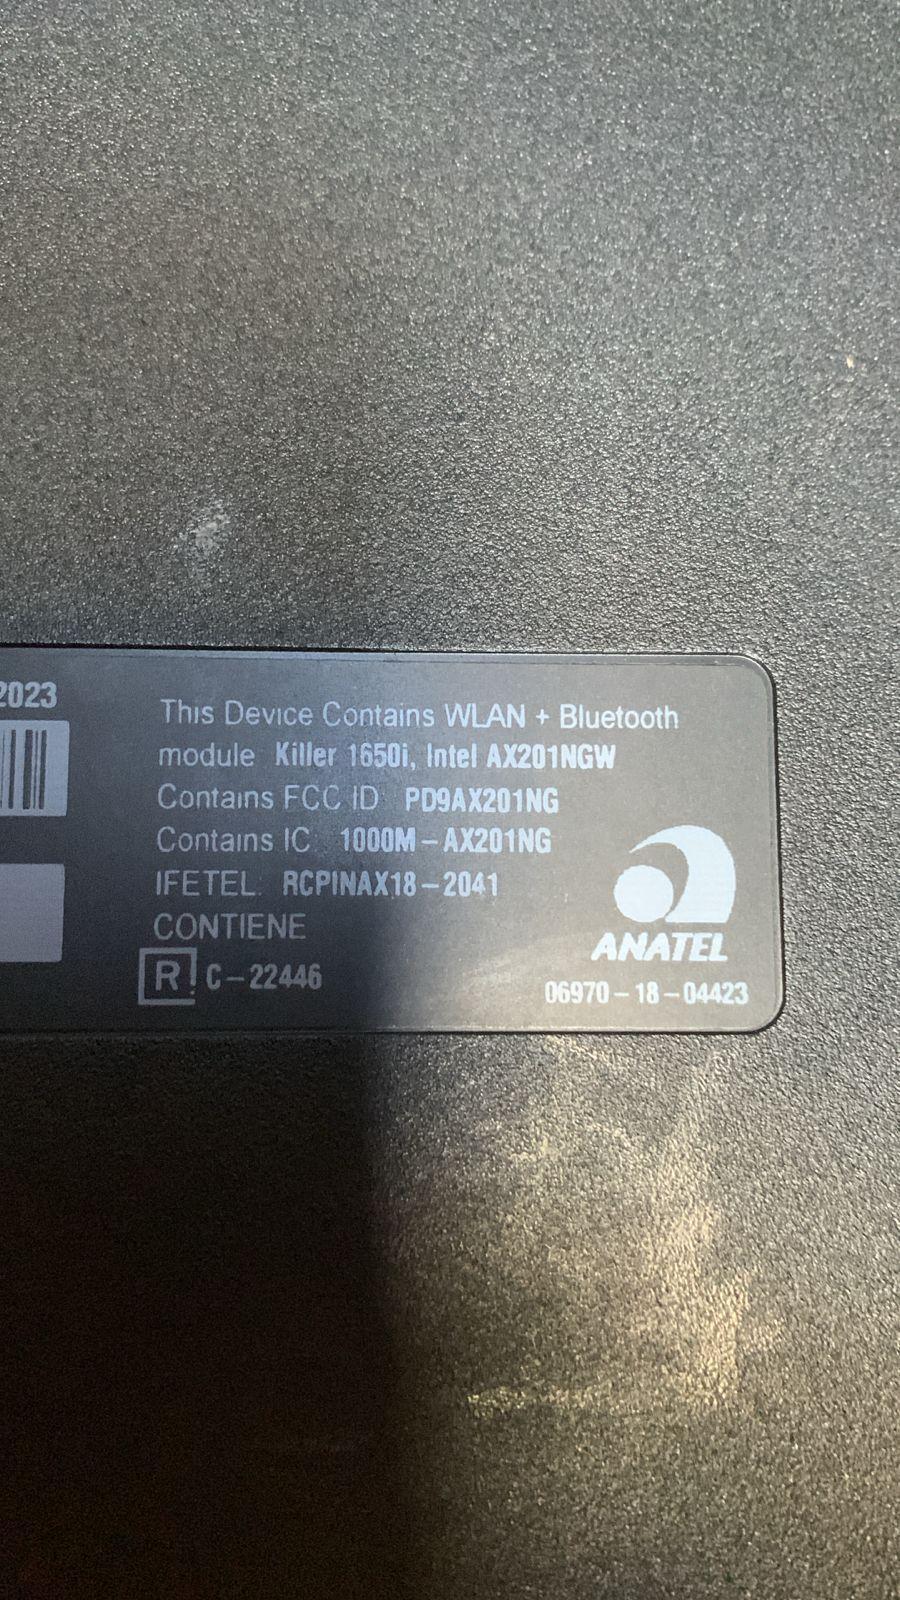 2023
This Device Contains WLAN + Bluetooth
module Killer 1650i, Intel AX201NGW
Contains FCC ID PD9AX201NG
Contains IC 1000M-AX201NG
IFETEL: RCPINAX18-2041
CONTIENE
R C-22446
ANATEL
06970-18-04423